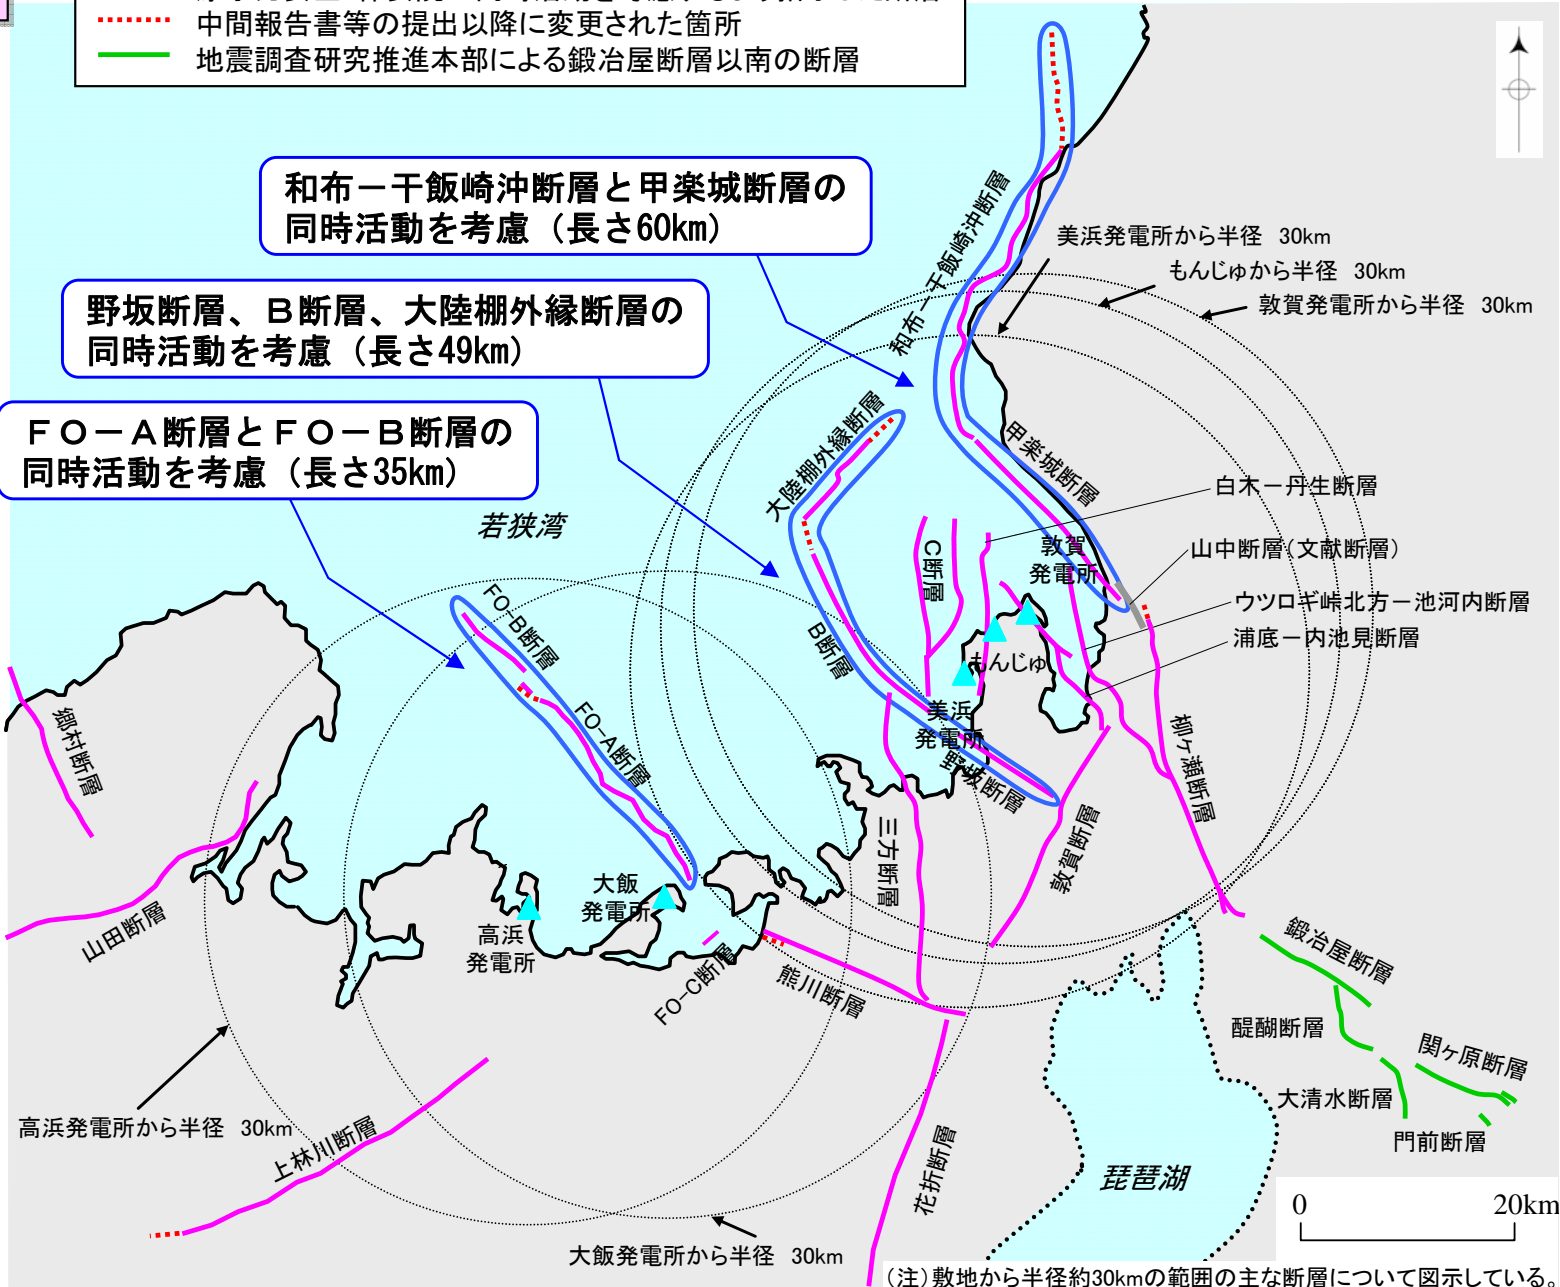 中間報告書等の提出以降に変更された箇所
地震調査研究推進本部による鍛冶屋断層以南の断層
和布－干飯崎沖断層と甲楽城断層の
同時活動を考慮（長さ60km）
野坂断層、Ｂ断層、大陸棚外縁断層の
同時活動を考慮（長さ49km）
ＦＯ－Ａ断層とＦＯ－Ｂ断層の
同時活動を考慮（長さ35km）
和布－干飯崎沖断層
美浜発電所から半径 30km
もんじゅから半径 30km
敦賀発電所から半径 30km
大陸棚外縁断層
甲楽城断層
白木－丹生断層
若狭湾
C断層
敦賀
発電所
山中断層（文献断層）
ウツロギ峠北方－池河内断層
浦底－内池見断層
FO-B断層
B断層
もんじゅ
美浜
発電所
郷村断層
FO-A断層
野坂断層
柳ヶ瀬断層
三方断層
敦賀断層
大飯
発電所
高浜
発電所
山田断層
FO-C断層
熊川断層
鍛冶屋断層
醍醐断層
関ヶ原断層
大清水断層
門前断層
高浜発電所から半径 30km
上林川断層
花折断層
琵琶湖
大飯発電所から半径 30km
0 20km
（注）敷地から半径約30kmの範囲の主な断層について図示している。